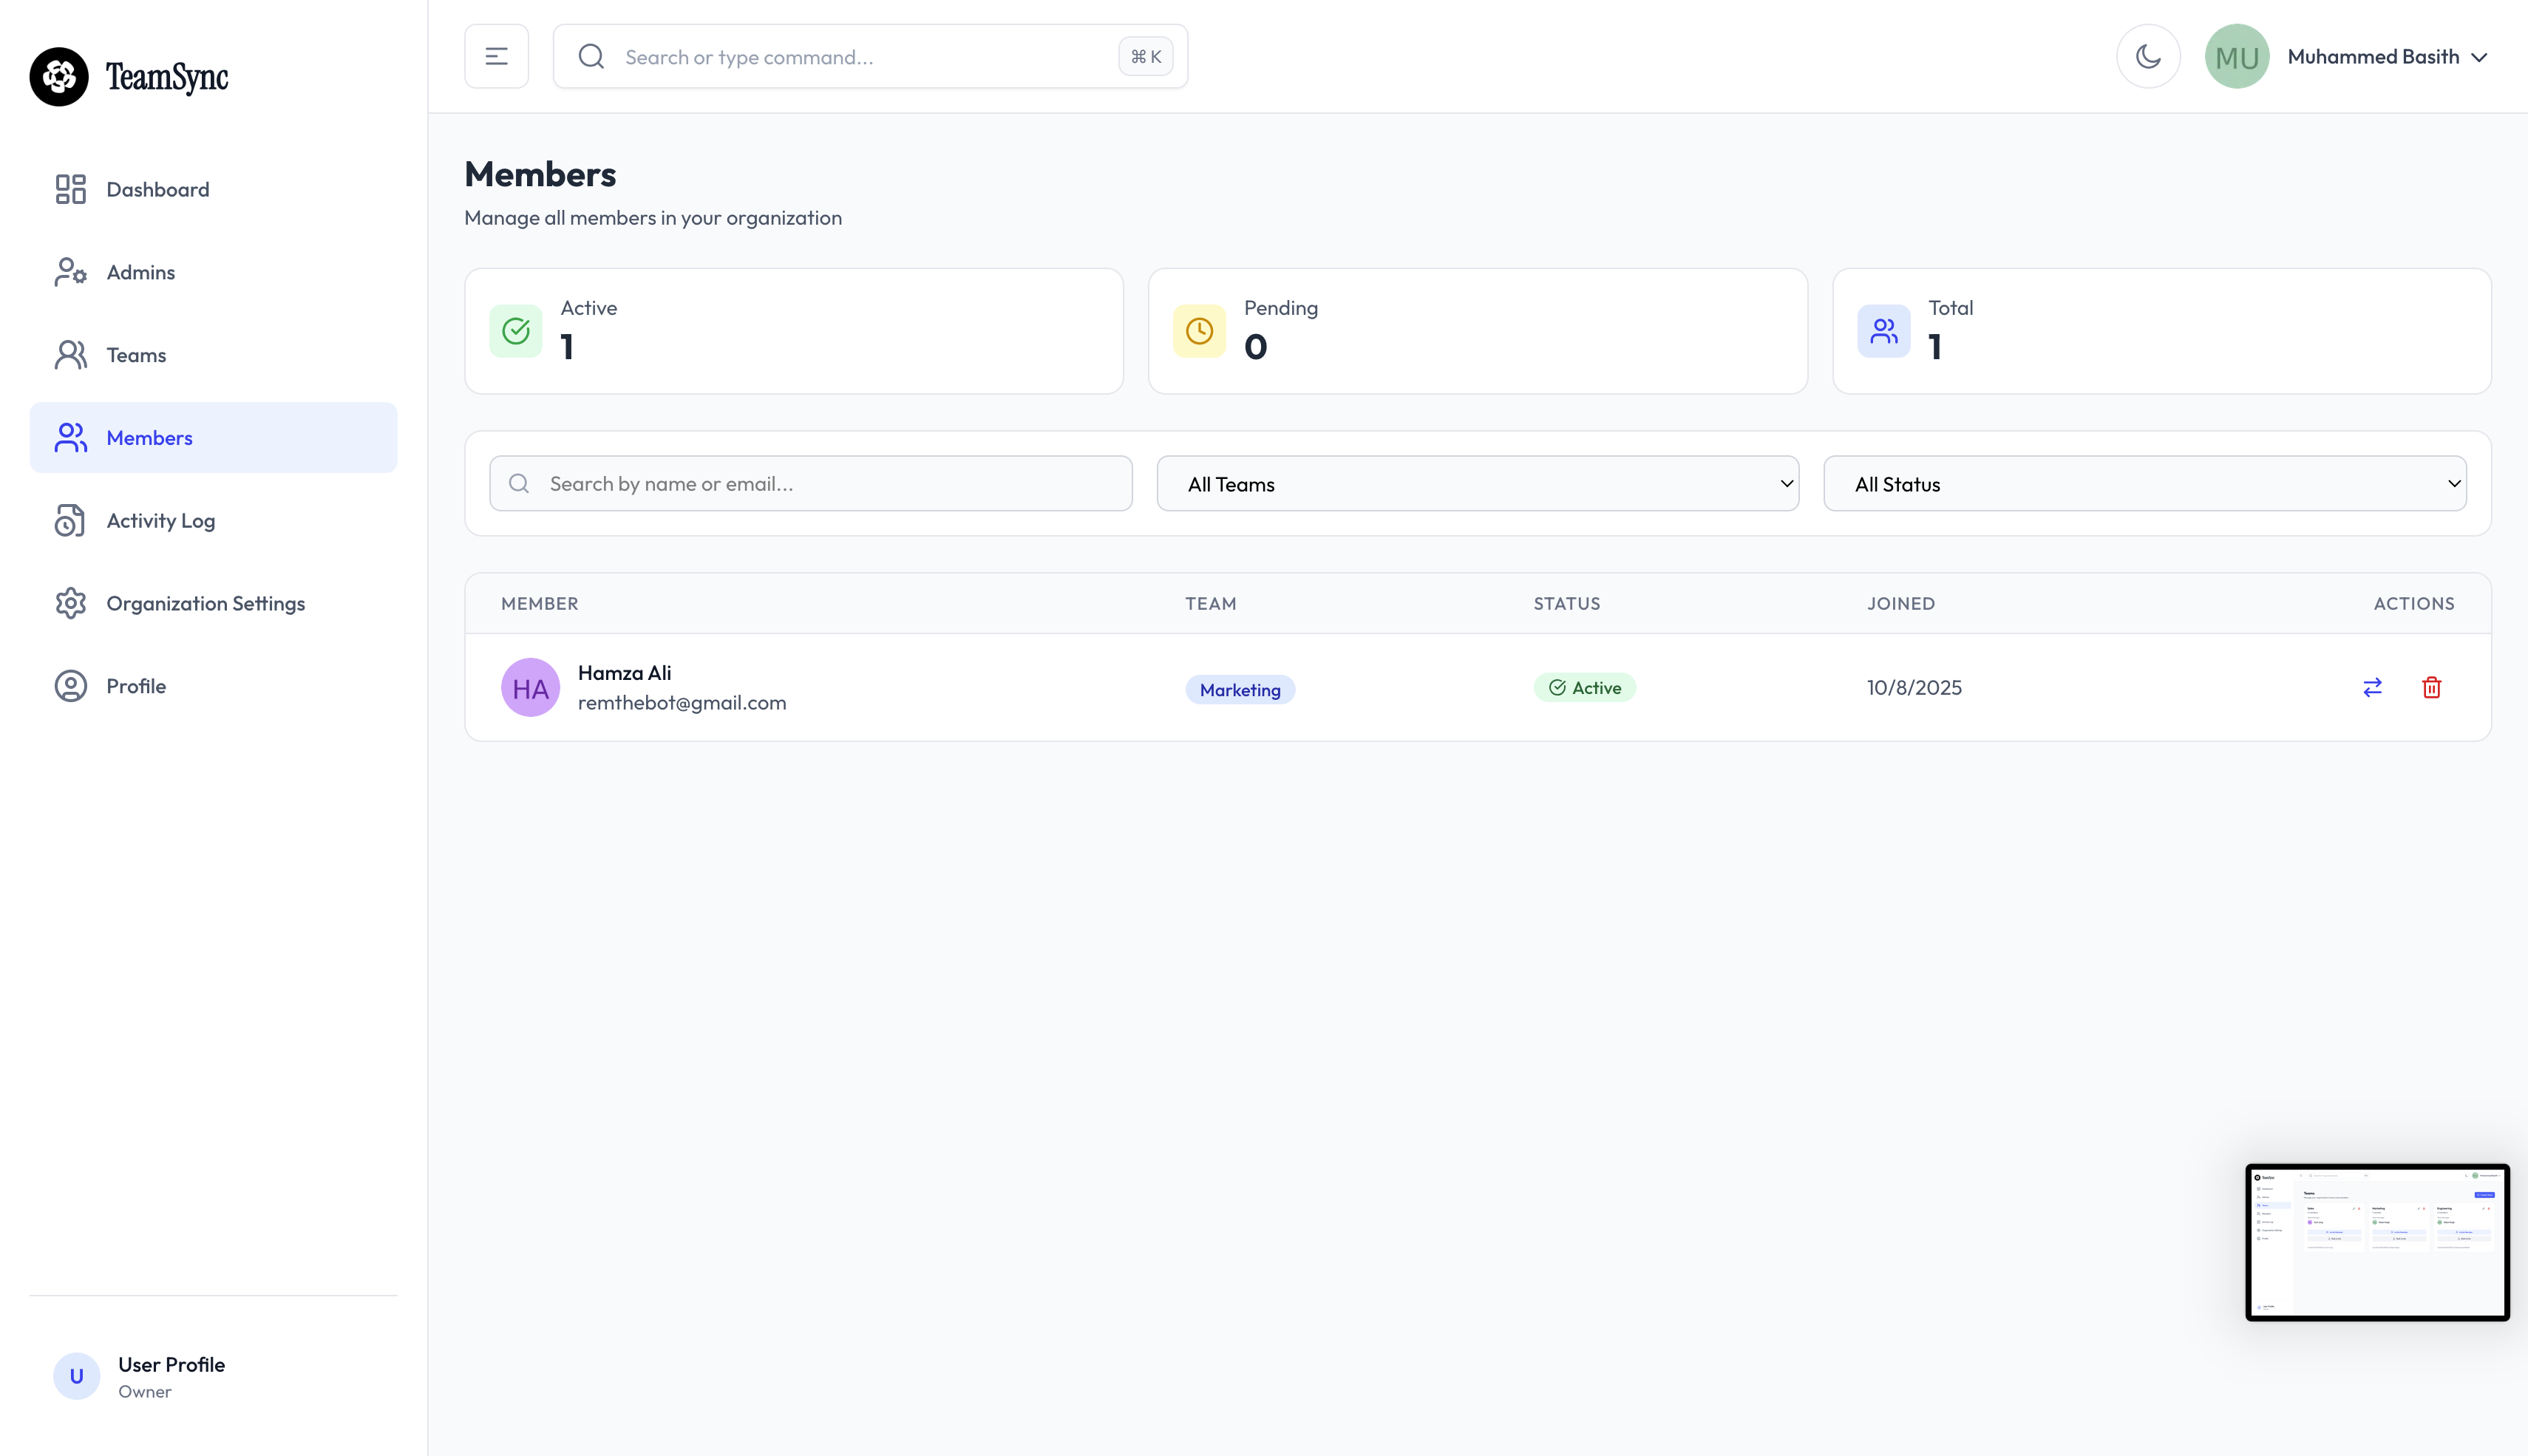 TeamSync
Search or type command...
⌘ K
MU
Muhammed Basith
Dashboard
Admins
Teams
Members
Activity Log
Organization Settings
Profile
Members
Manage all members in your organization
Active
1
Pending
0
Total
1
Search by name or email...
All Teams
All Status
MEMBER TEAM STATUS JOINED ACTIONS
HA
Hamza Ali
remthebot@gmail.com
Marketing
Active
10/8/2025
U
User Profile
Owner